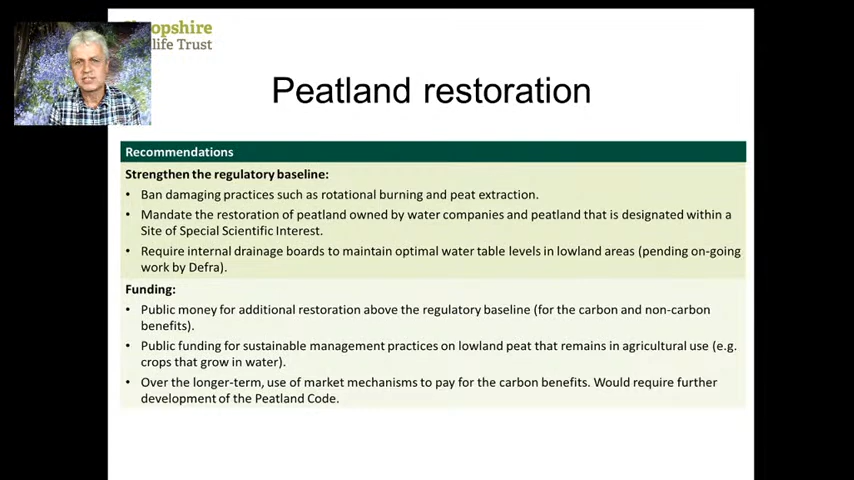 opshire
life Trust
Peatland restoration
Recommendations
Strengthen the regulatory baseline:
• Ban damaging practices such as rotational burning and peat extraction.
• Mandate the restoration of peatland owned by water companies and peatland that is designated within a
Site of Special Scientific Interest.
• Require internal drainage boards to maintain optimal water table levels in lowland areas (pending on-going
work by Defra).
Funding:
• Public money for additional restoration above the regulatory baseline (for the carbon and non-carbon
benefits).
• Public funding for sustainable management practices on lowland peat that remains in agricultural use (e.g.
crops that grow in water).
• Over the longer-term, use of market mechanisms to pay for the carbon benefits. Would require further
development of the Peatland Code.